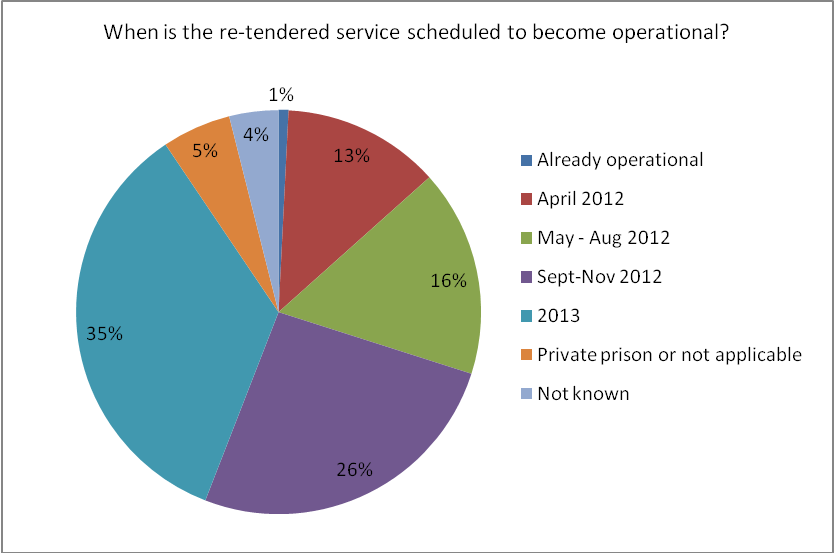 When is the re-tendered service scheduled to become operational?
1%
13%
16%
26%
35%
5%
4%
Already operational
April 2012
May - Aug 2012
Sept-Nov 2012
2013
Private prison or not applicable
Not known